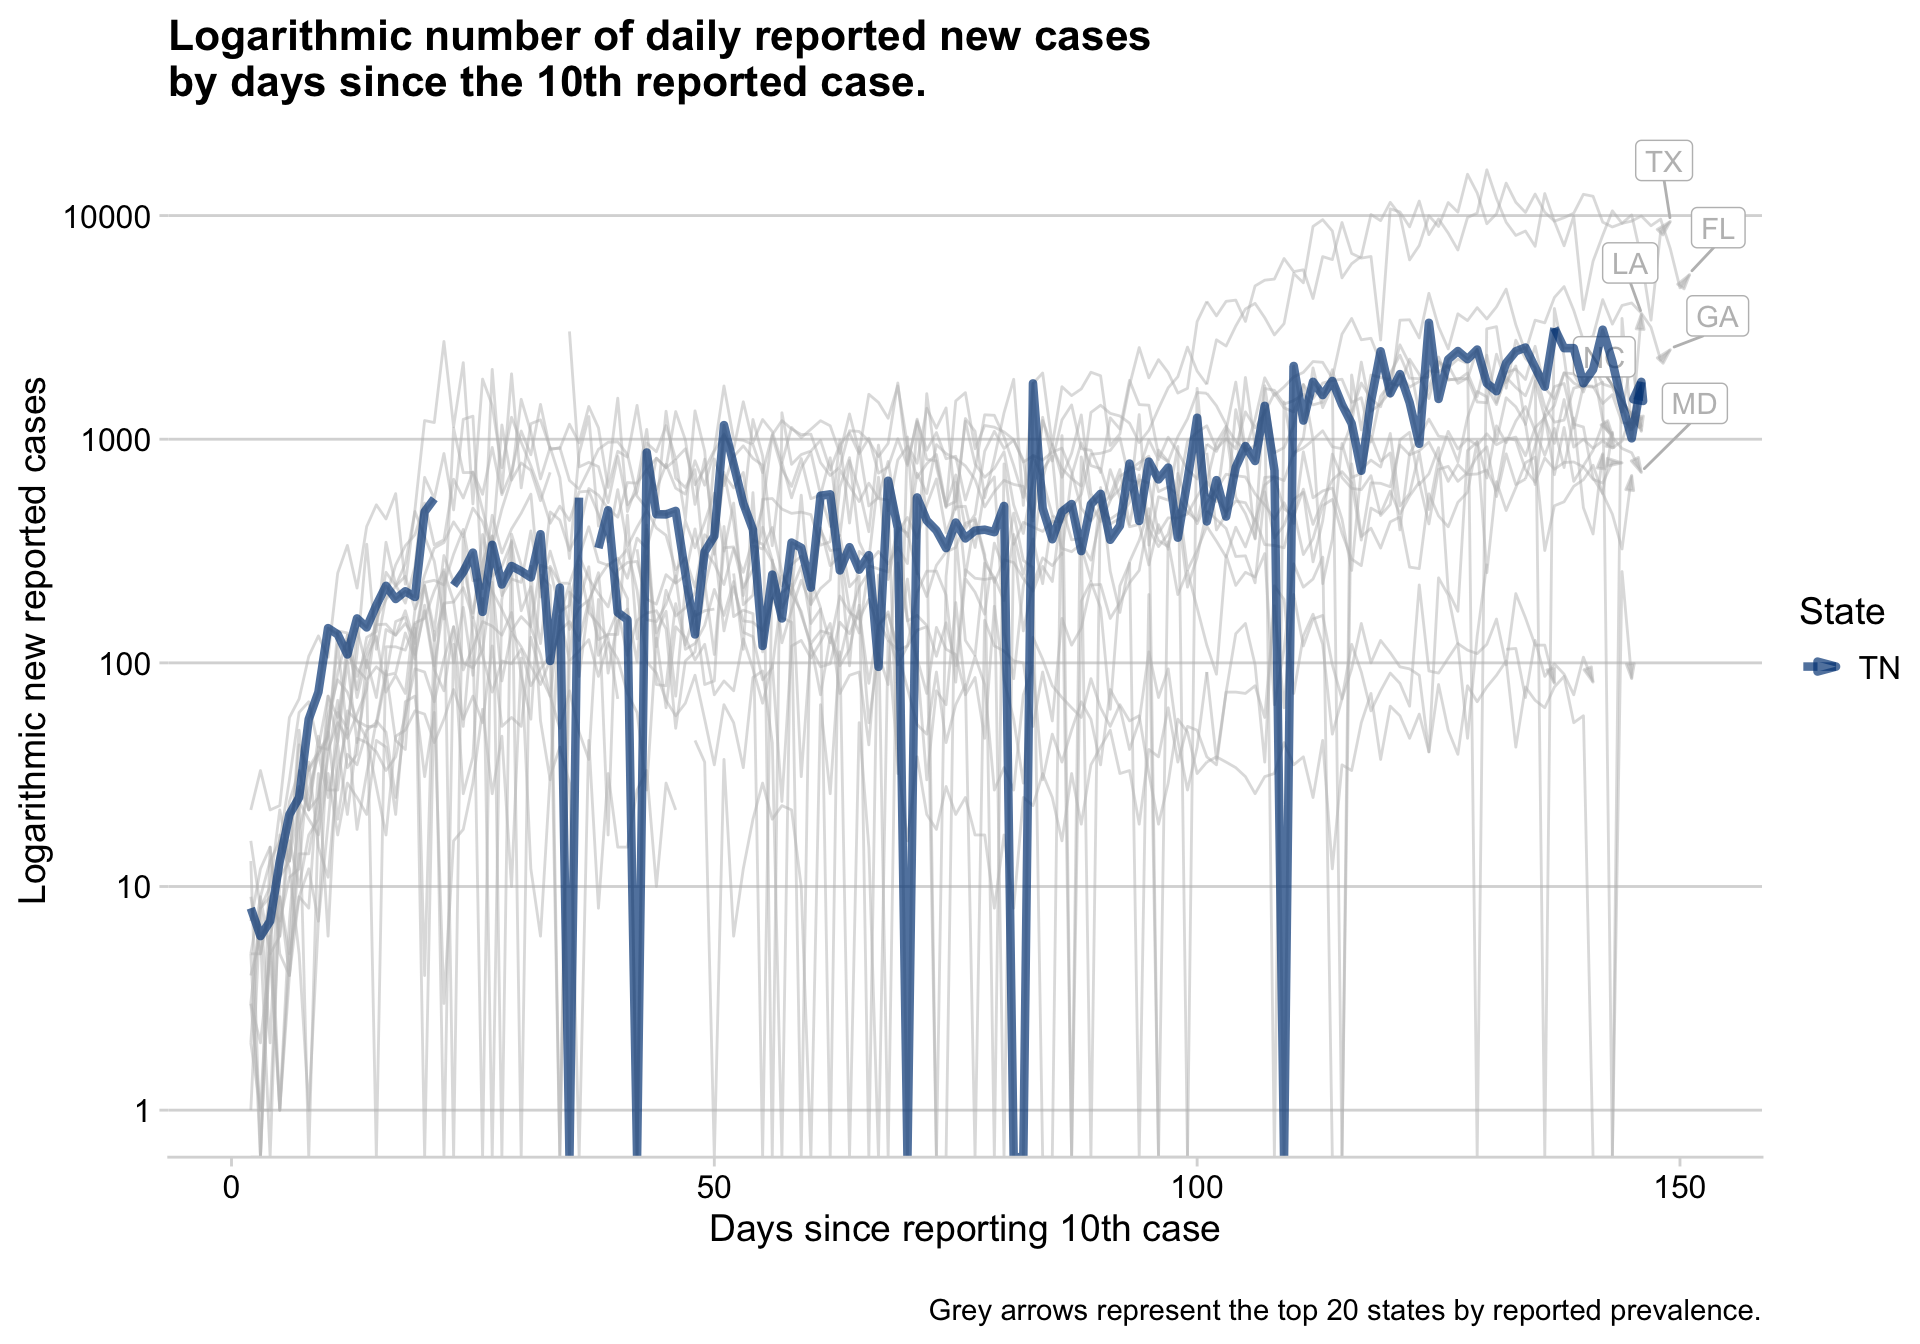 Logarithmic number of daily reported new cases
by days since the 10th reported case.
TX
10000
FL
LA
GA
NC
MD
1000
Logarithmic new reported cases
State
TN
100
10
1
0
50
100
150
Days since reporting 10th case
Grey arrows represent the top 20 states by reported prevalence.